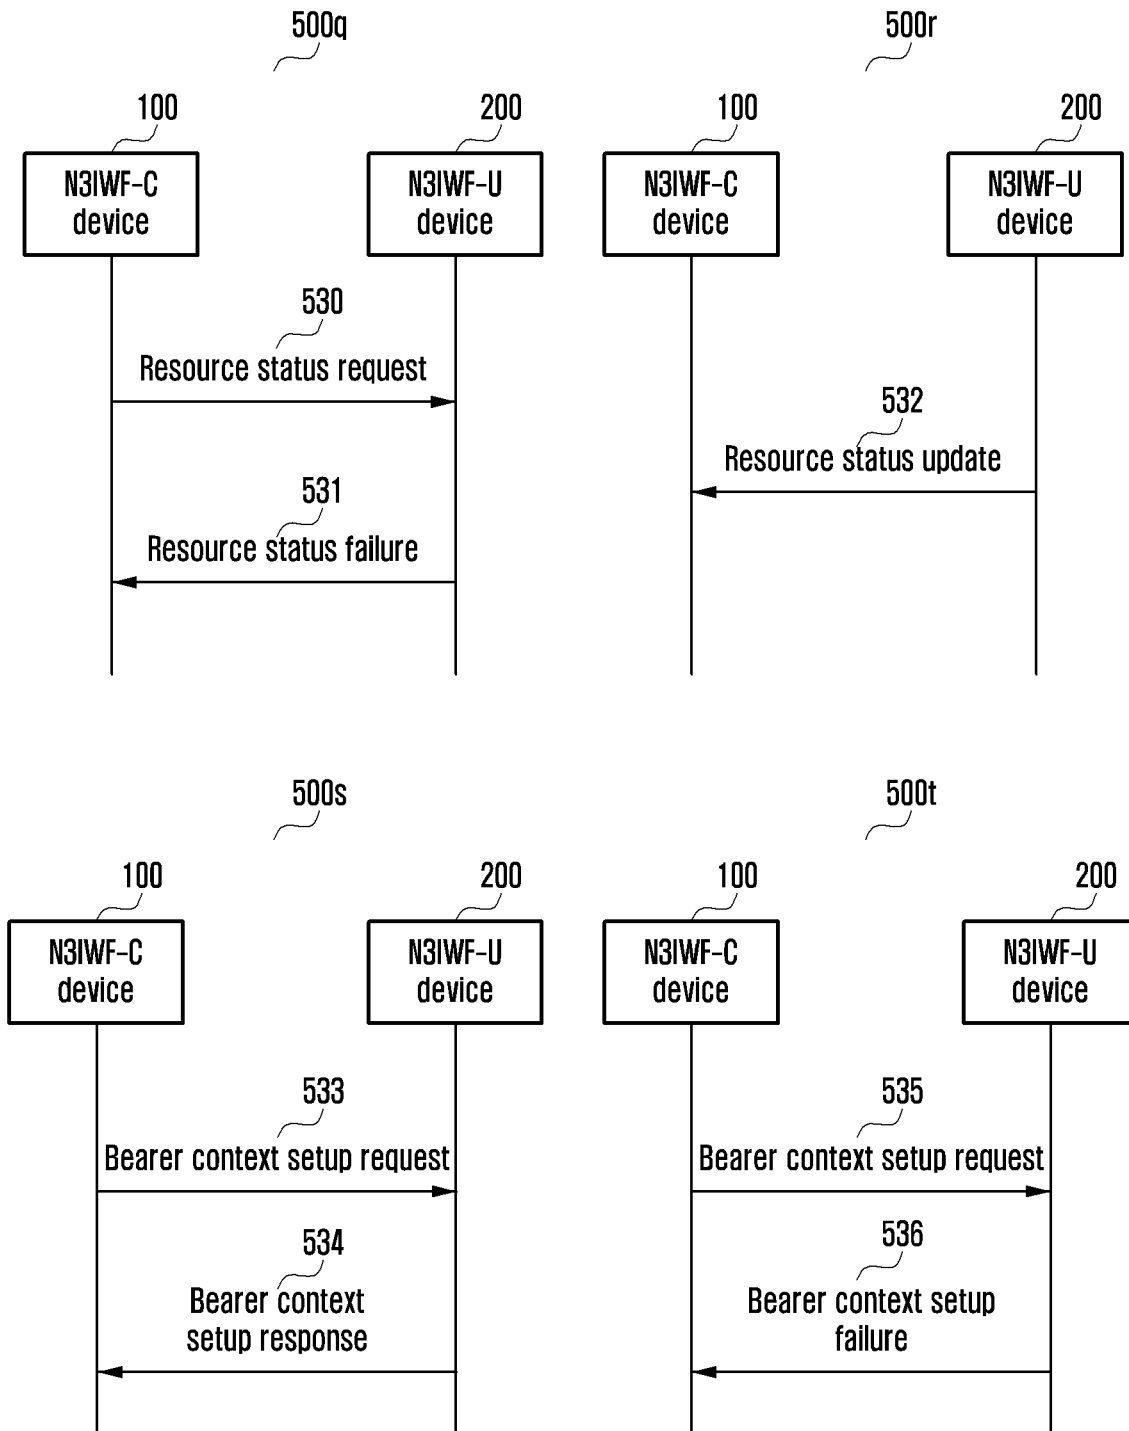 500q
500r
100
200
100
200
N3IWF-C
device
N3IWF-U
device
N3IWF-C
device
N3IWF-U
device
530
Resource status request
532
Resource status update
531
Resource status failure
500s
500t
100
200
100
200
N3IWF-C
device
N3IWF-U
device
N3IWF-C
device
N3IWF-U
device
533
Bearer context setup request
535
Bearer context setup request
534
Bearer context
setup response
536
Bearer context setup
failure